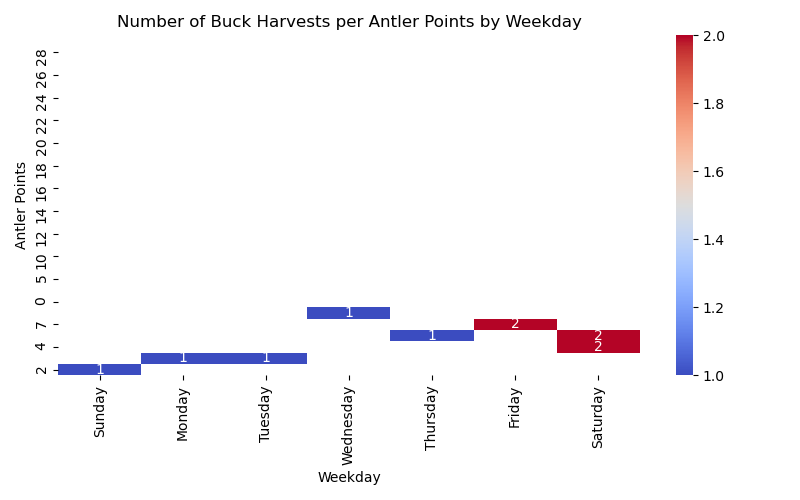 Number of Buck Harvests per Antler Points by Weekday
2.0
28
26
1.8
24
22
20
1.6
18
Antler Points
16
14
1.4
12
10
5
0
1
1.2
7
2
1
2
4
2
1
1
2
1
1.0
Sunday
Monday
Tuesday
Wednesday
Thursday
Friday
Saturday
Weekday